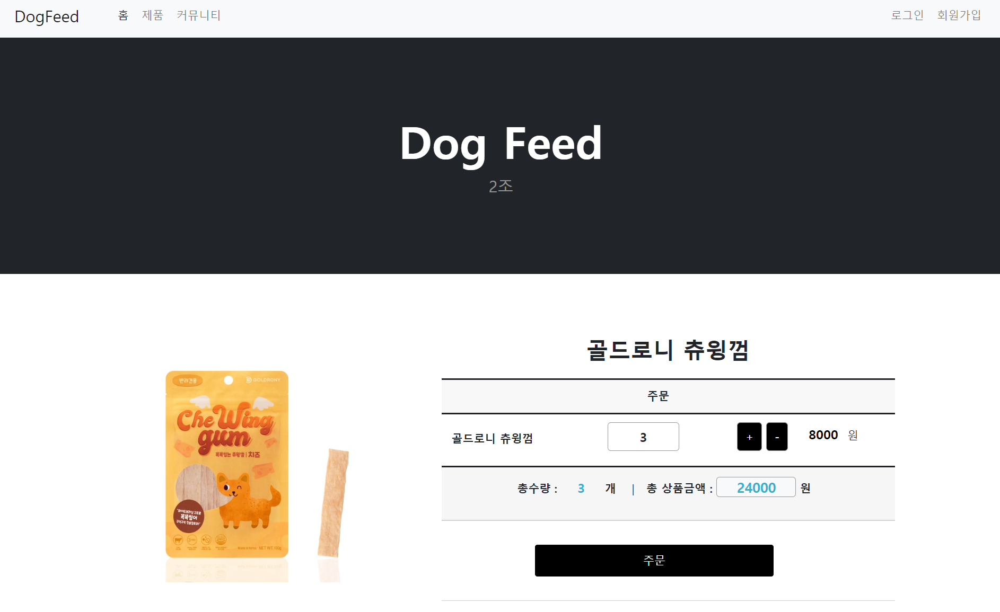 DogFeed 홈 제품 커뮤니티 로그인 회원가입
Dog Feed
2조
골드로니 츄윙껌
주문
골드로니 츄윙껌 3 + - 8000 원
총수량 : 3 개 | 총 상품금액 : 24000 원
주문
반려견용 GOLDRONY
Che Wing
gum
꼭꼭씹는 츄윙껌 | 치즈
꼭꼭씹어
Made in Korea NET WT.100g